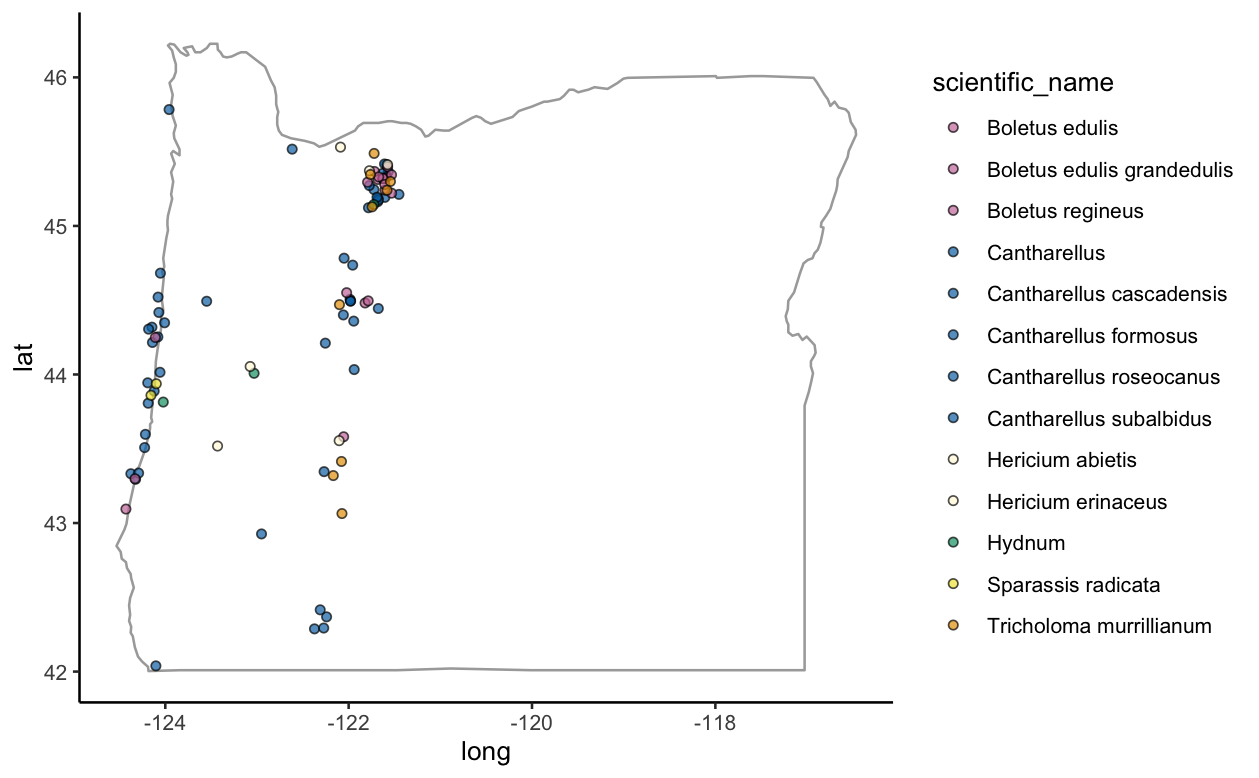 46
45
44
43
42
lat
-124
-122
-120
-118
long
scientific_name
Boletus edulis
Boletus edulis grandedulis
Boletus regineus
Cantharellus
Cantharellus cascadensis
Cantharellus formosus
Cantharellus roseocanus
Cantharellus subalbidus
Hericium abietis
Hericium erinaceus
Hydnum
Sparassis radicata
Tricholoma murrillianum